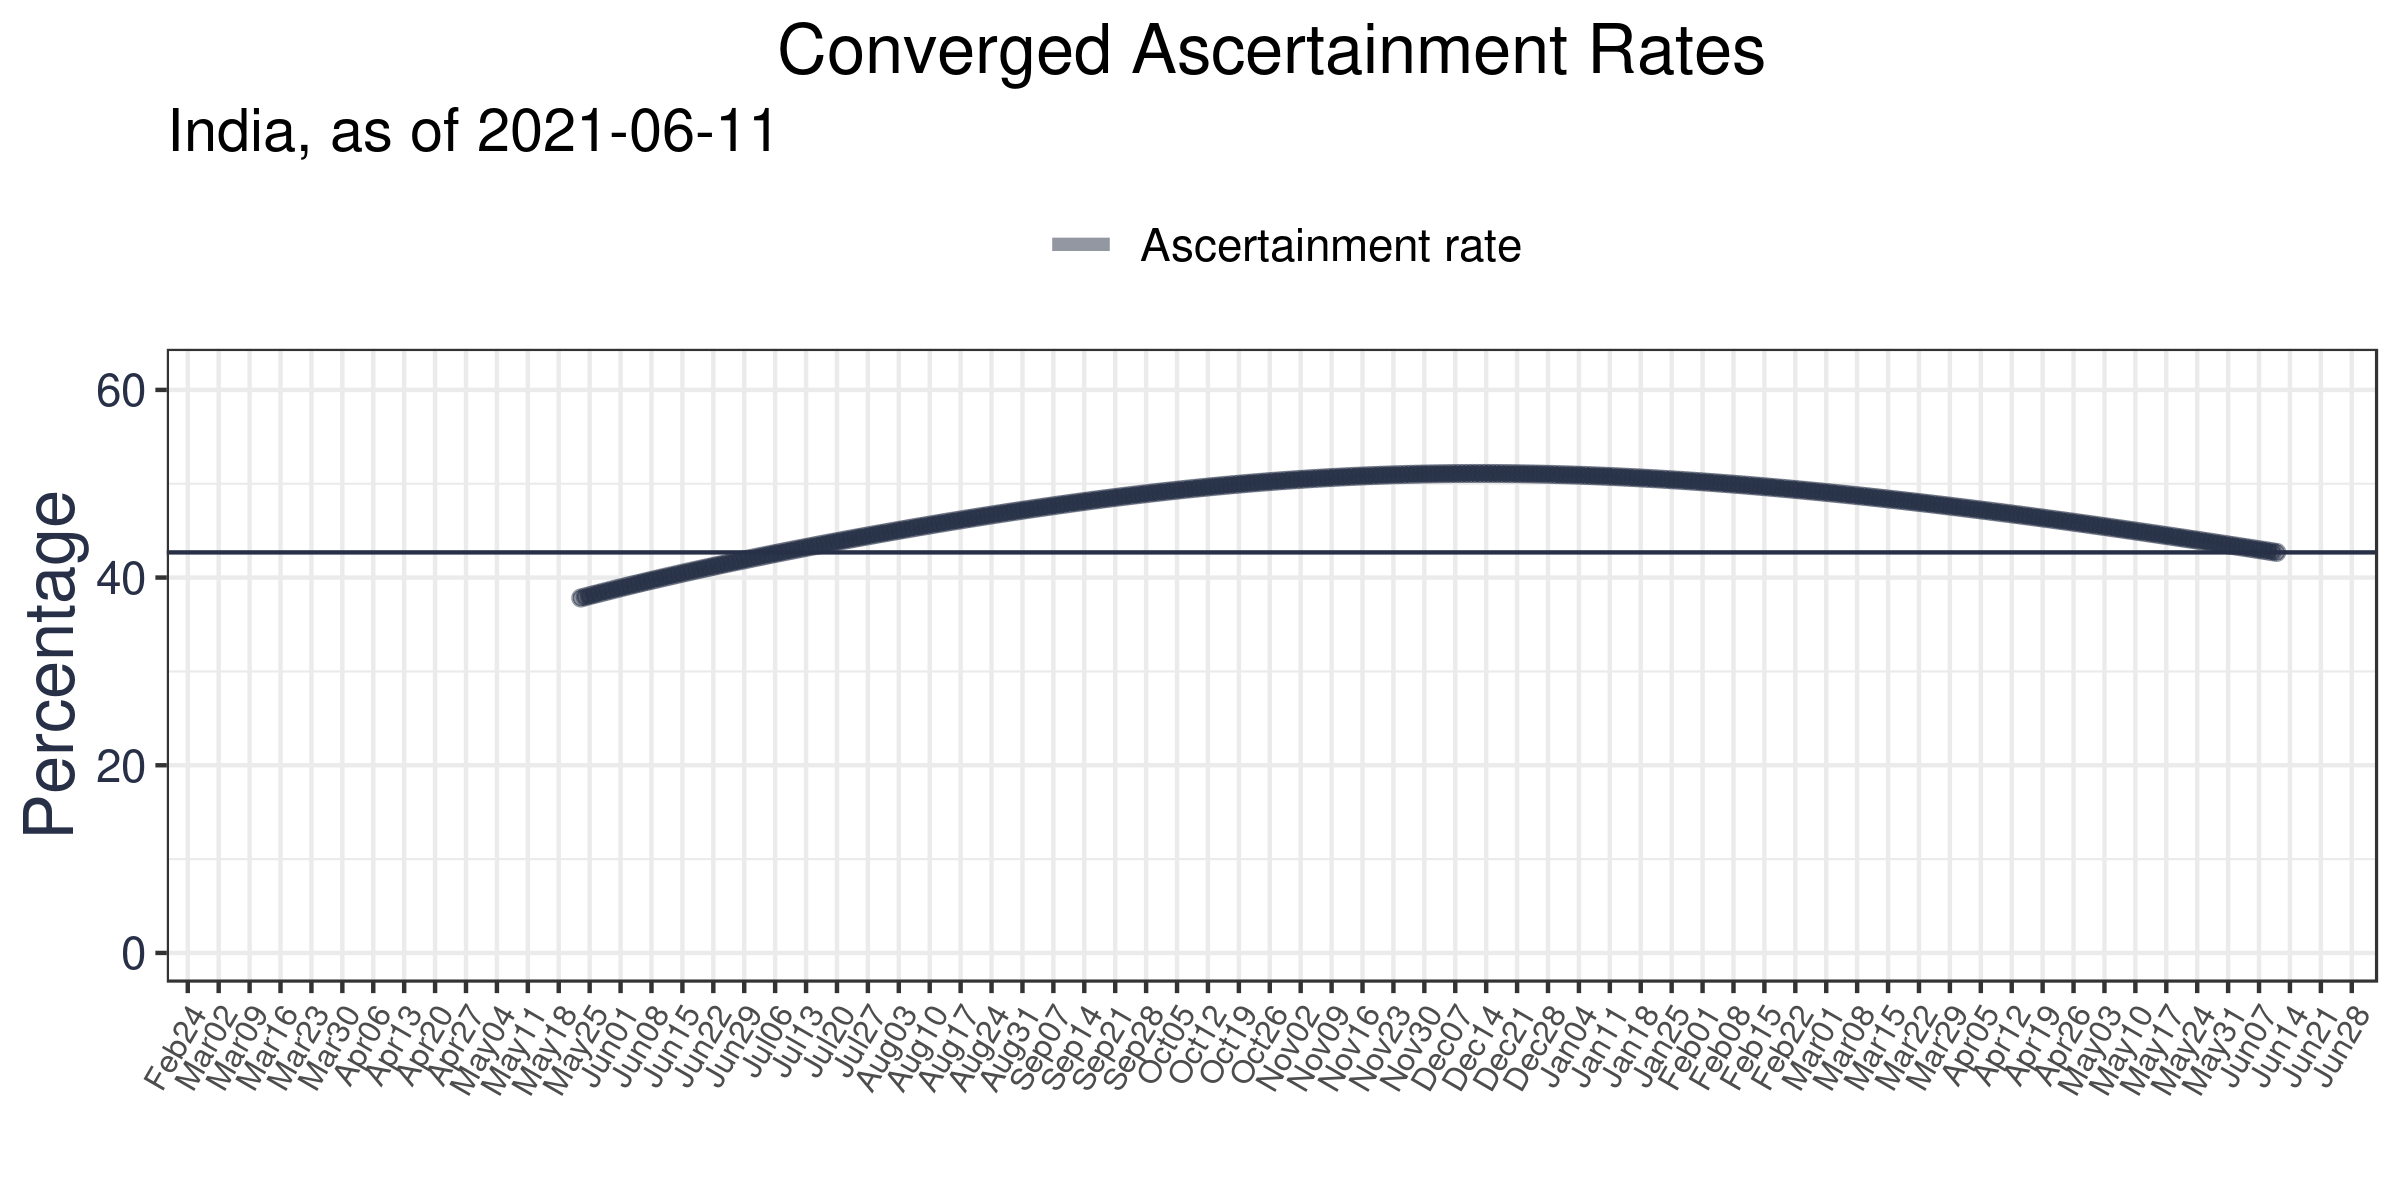 Converged Ascertainment Rates
India, as of 2021-06-11
Ascertainment rate
Percentage
60
40
20
0
Feb24
Mar02
Mar09
Mar16
Mar23
Mar30
Apr06
Apr13
Apr20
Apr27
May04
May11
May18
May25
Jun01
Jun08
Jun15
Jun22
Jun29
Jul06
Jul13
Jul20
Jul27
Aug03
Aug10
Aug17
Aug24
Aug31
Sep07
Sep14
Sep21
Sep28
Oct05
Oct12
Oct19
Oct26
Nov02
Nov09
Nov16
Nov23
Nov30
Dec07
Dec14
Dec21
Dec28
Jan04
Jan11
Jan18
Jan25
Feb01
Feb08
Feb15
Feb22
Mar01
Mar08
Mar15
Mar22
Mar29
Apr05
Apr12
Apr19
Apr26
May03
May10
May17
May24
May31
Jun07
Jun14
Jun21
Jun28